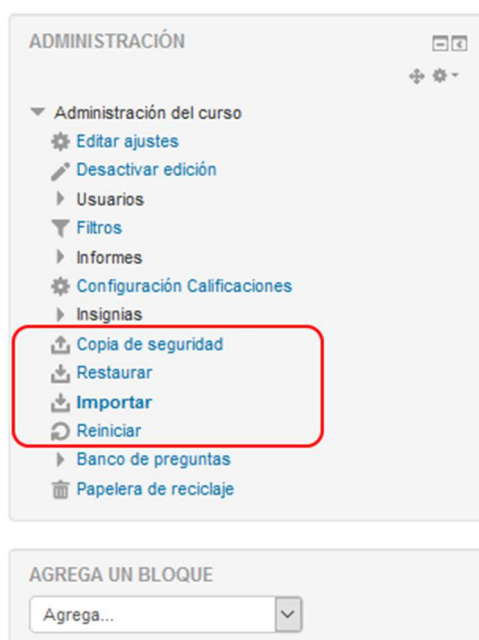 ADMINISTRACIÓN
Administración del curso
Editar ajustes
Desactivar edición
Usuarios
Filtros
Informes
Configuración Calificaciones
Insignias
Copia de seguridad
Restaurar
Importar
Reiniciar
Banco de preguntas
Papelera de reciclaje
AGREGA UN BLOQUE
Agrega...